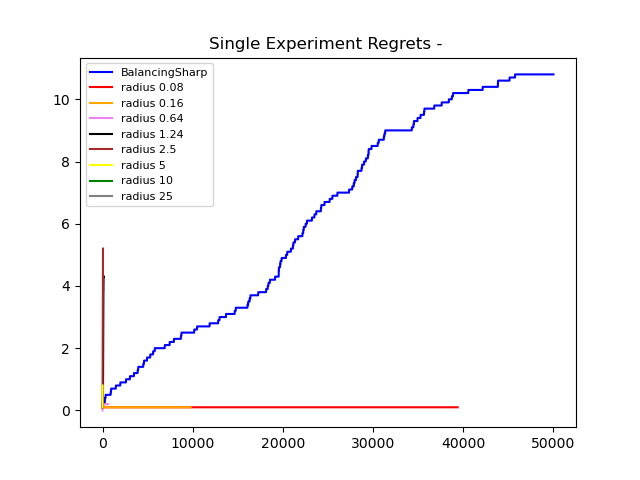 Single Experiment Regrets -
BalancingSharp
radius 0.08
radius 0.16
radius 0.64
radius 1.24
radius 2.5
radius 5
radius 10
radius 25
10
8
6
4
2
0
0 10000 20000 30000 40000 50000